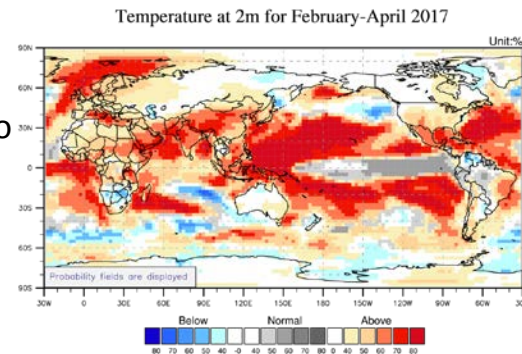 Temperature at 2m for February-April 2017
Unit:%
90N
60N
30N
0
30S
60S
90S
Probability fields are displayed
30W 0 30E 60E 90E 120E 150E 180 150W 120W 90W 60W
Below Normal Above
80 70 60 50 40 -0 40 50 60 70 80 0 40 50 60 70 80